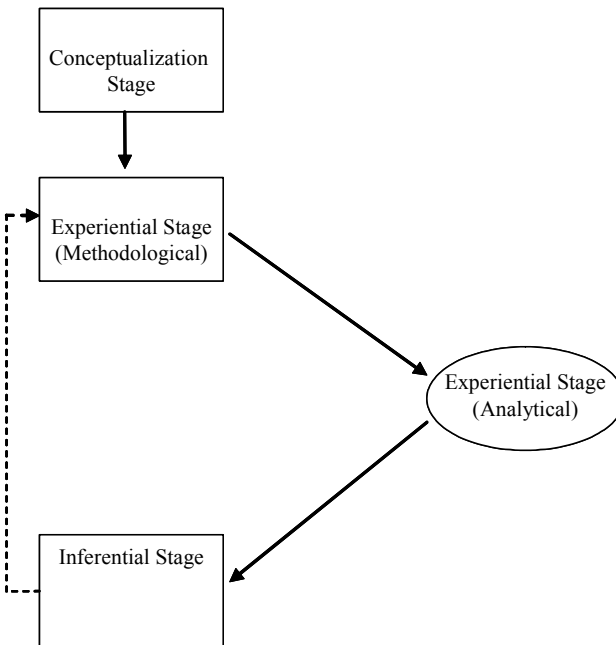 Conceptualization
Stage
Experiential Stage
(Methodological)
Experiential Stage
(Analytical)
Inferential Stage